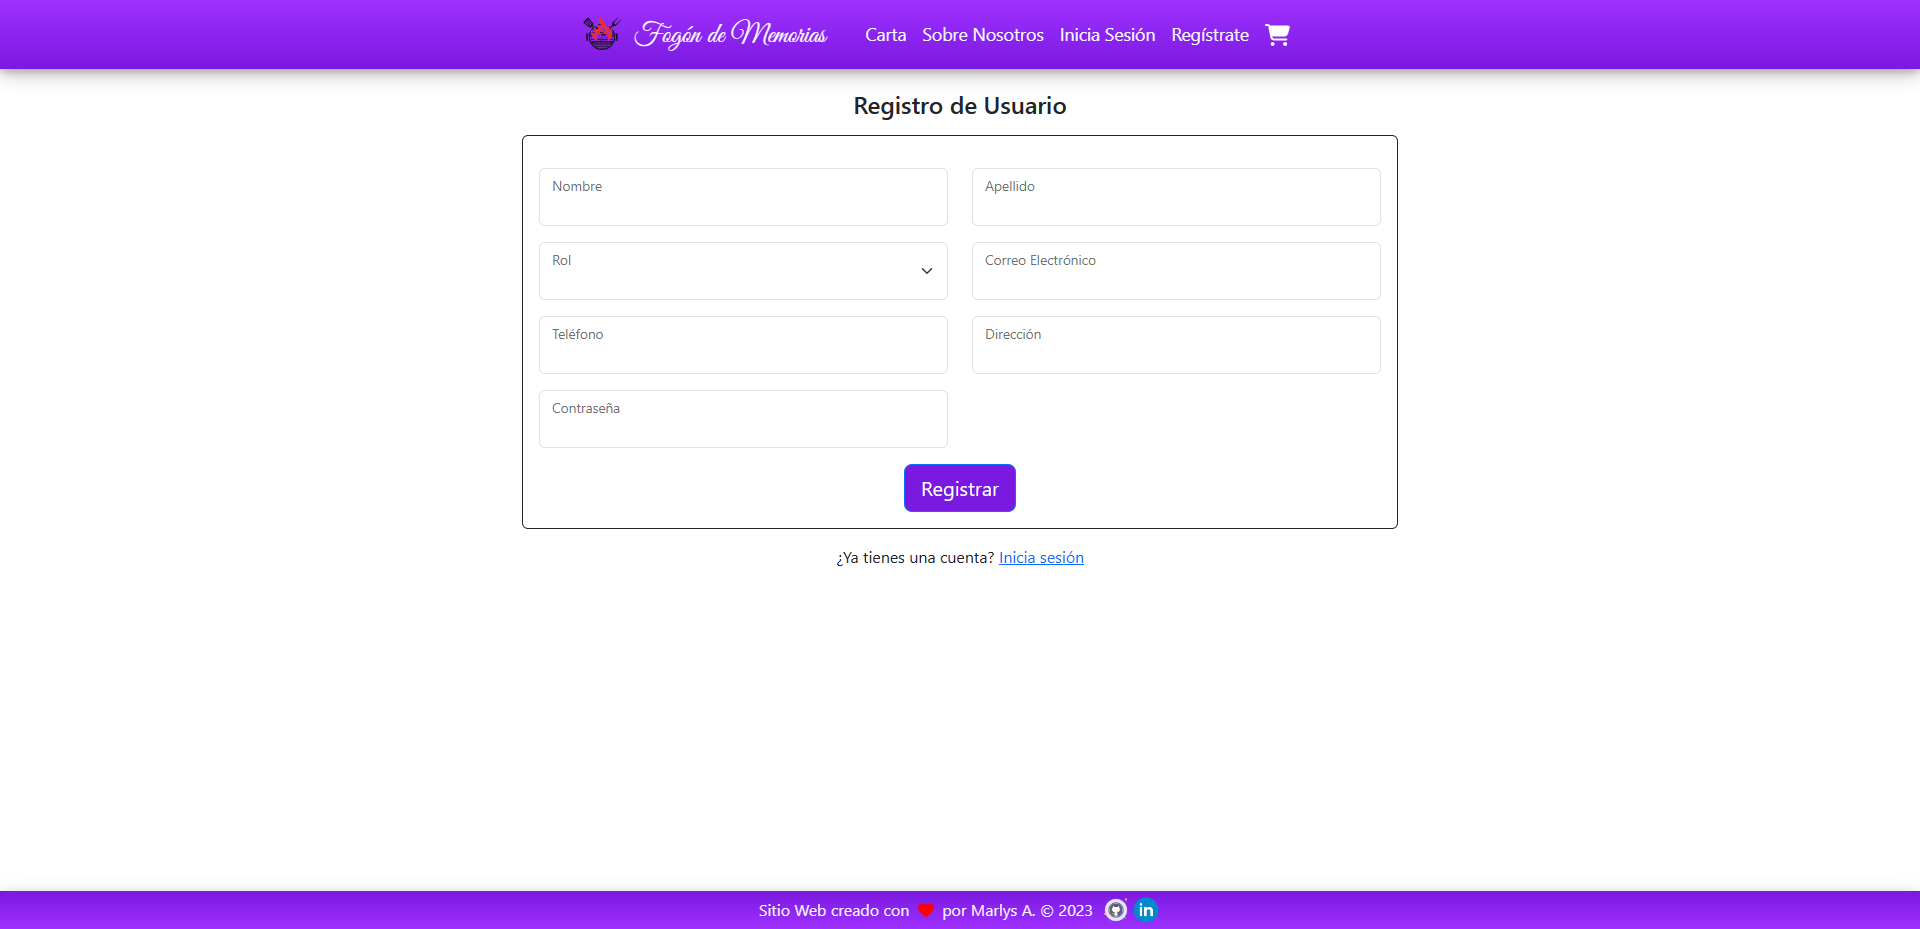 Fogón de Memorias Carta Sobre Nosotros Inicia Sesión Regístrate
Registro de Usuario
Nombre Apellido
Rol Correo Electrónico
Teléfono Dirección
Contraseña
Registrar
¿Ya tienes una cuenta? Inicia sesión
Sitio Web creado con por Marlys A. © 2023 in